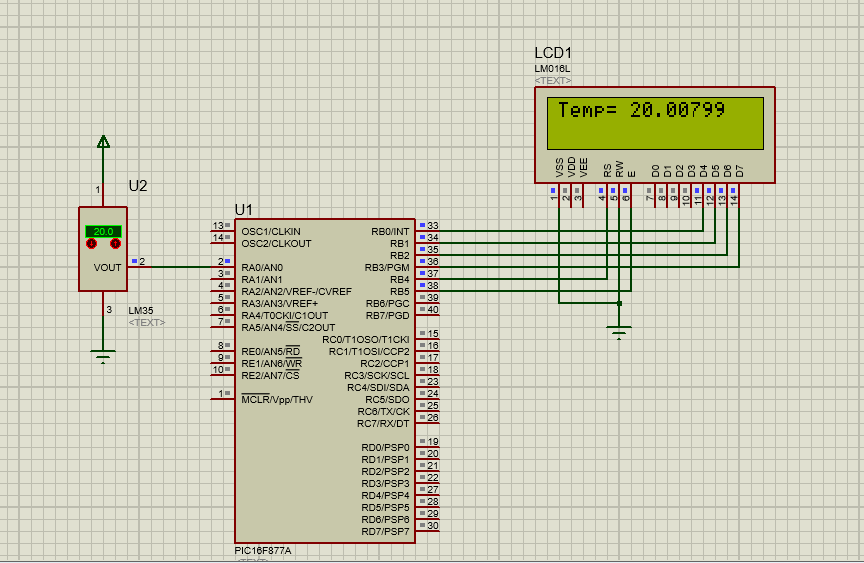 LCD1
LM016L
<TEXT>
Temp= 20.00799
VSS VDD VEE RS RW E D0 D1 D2 D3 D4 D5 D6 D7
1 2 3 4 5 6 7 8 9 10 11 12 13 14
U2
1
20.0
VOUT 2
3
LM35
<TEXT>
U1
13 OSC1/CLKIN RB0/INT 33
14 OSC2/CLKOUT RB1 34
RB2 35
2 RA0/AN0 RB3/PGM 36
3 RA1/AN1 RB4 37
4 RA2/AN2/VREF-/CVREF RB5 38
5 RA3/AN3/VREF+ RB6/PGC 39
6 RA4/T0CKI/C1OUT RB7/PGD 40
7 RA5/AN4/SS/C2OUT
RC0/T1OSO/T1CKI 15
8 RE0/AN5/RD RC1/T1OSI/CCP2 16
9 RE1/AN6/WR RC2/CCP1 17
10 RE2/AN7/CS RC3/SCK/SCL 18
RC4/SDI/SDA 23
1 MCLR/Vpp/THV RC5/SDO 24
RC6/TX/CK 25
RC7/RX/DT 26
RD0/PSP0 19
RD1/PSP1 20
RD2/PSP2 21
RD3/PSP3 22
RD4/PSP4 27
RD5/PSP5 28
RD6/PSP6 29
RD7/PSP7 30
PIC16F877A